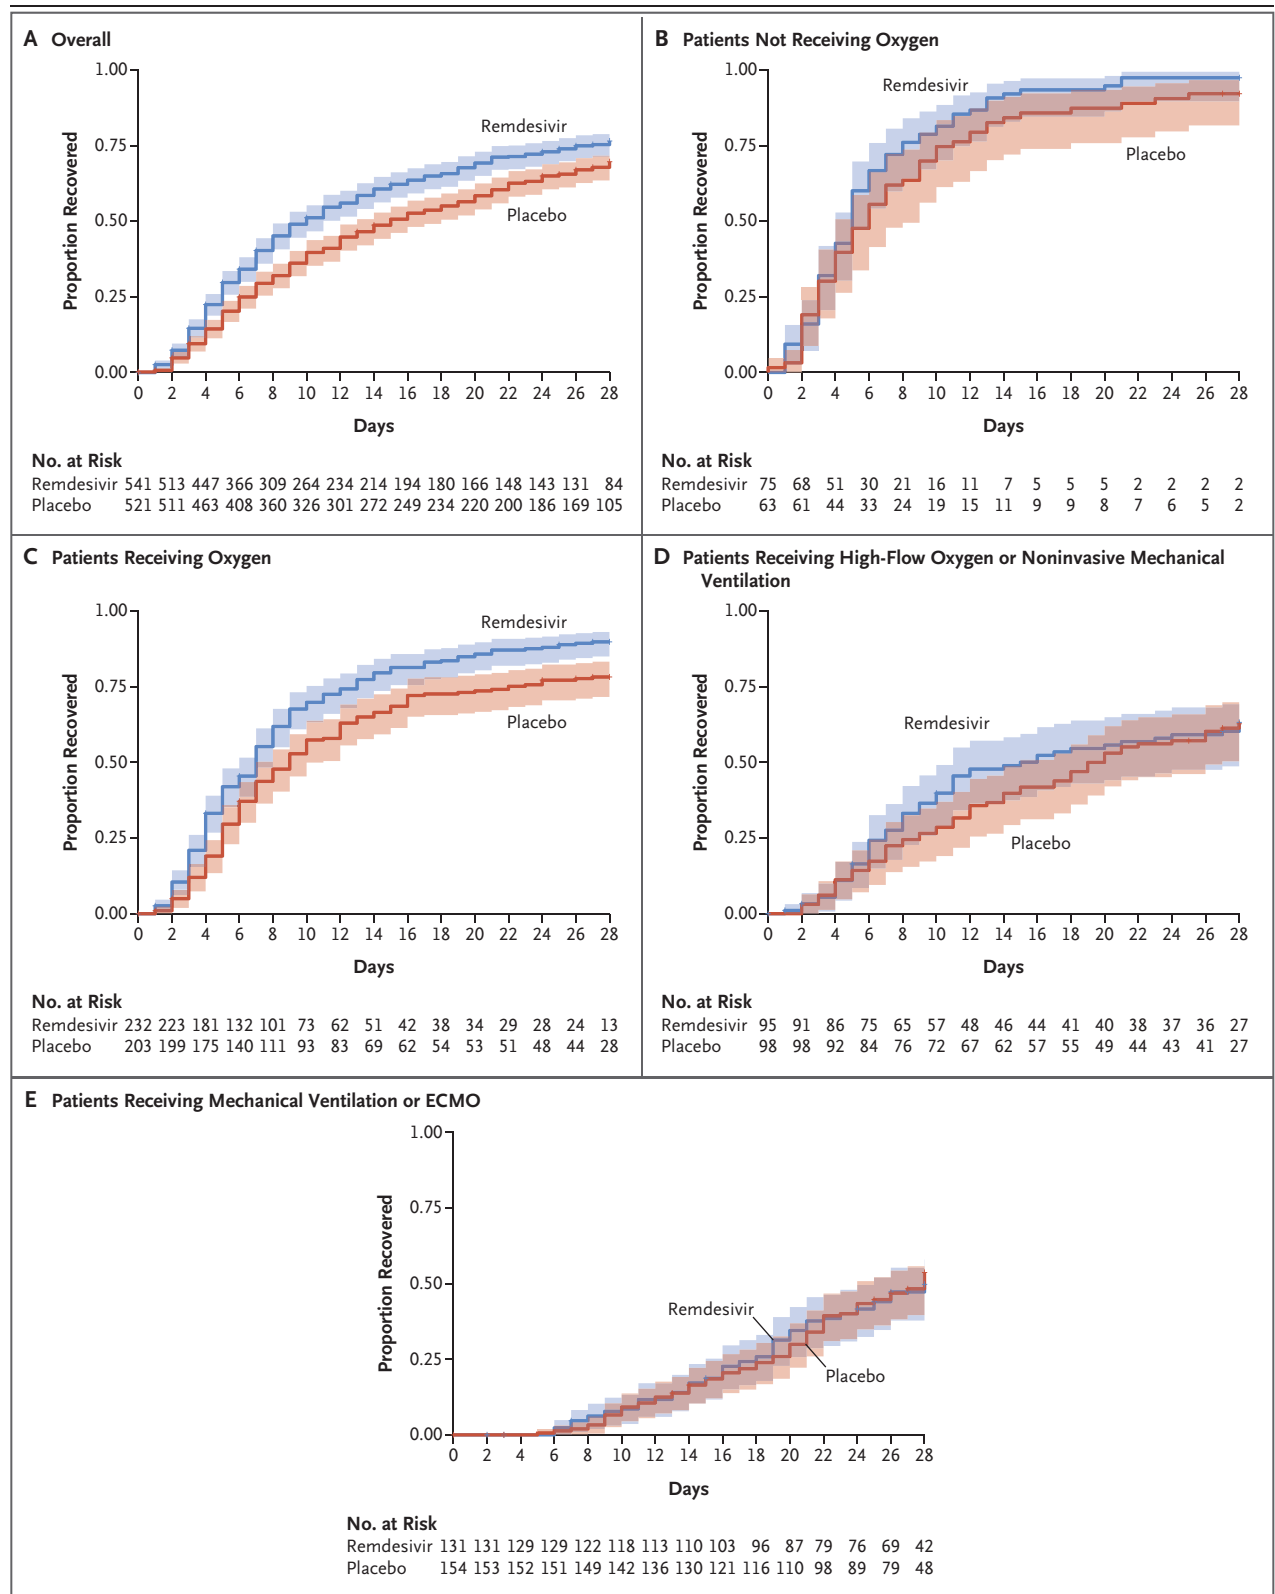 A Overall
1.00
0.75
0.50
0.25
0.00
Proportion Recovered
Remdesivir
Placebo
0 2 4 6 8 10 12 14 16 18 20 22 24 26 28
Days
No. at Risk
Remdesivir 541 513 447 366 309 264 234 214 194 180 166 148 143 131 84
Placebo 521 511 463 408 360 326 301 272 249 234 220 200 186 169 105
B Patients Not Receiving Oxygen
1.00
0.75
0.50
0.25
0.00
Proportion Recovered
Remdesivir
Placebo
0 2 4 6 8 10 12 14 16 18 20 22 24 26 28
Days
No. at Risk
Remdesivir 75 68 51 30 21 16 11 7 5 5 5 2 2 2 2
Placebo 63 61 44 33 24 19 15 11 9 9 8 7 6 5 2
C Patients Receiving Oxygen
1.00
0.75
0.50
0.25
0.00
Proportion Recovered
Remdesivir
Placebo
0 2 4 6 8 10 12 14 16 18 20 22 24 26 28
Days
No. at Risk
Remdesivir 232 223 181 132 101 73 62 51 42 38 34 29 28 24 13
Placebo 203 199 175 140 111 93 83 69 62 54 53 51 48 44 28
D Patients Receiving High-Flow Oxygen or Noninvasive Mechanical
Ventilation
1.00
0.75
0.50
0.25
0.00
Proportion Recovered
Remdesivir
Placebo
0 2 4 6 8 10 12 14 16 18 20 22 24 26 28
Days
No. at Risk
Remdesivir 95 91 86 75 65 57 48 46 44 41 40 38 37 36 27
Placebo 98 98 92 84 76 72 67 62 57 55 49 44 43 41 27
E Patients Receiving Mechanical Ventilation or ECMO
1.00
0.75
0.50
0.25
0.00
Proportion Recovered
Remdesivir
Placebo
0 2 4 6 8 10 12 14 16 18 20 22 24 26 28
Days
No. at Risk
Remdesivir 131 131 129 129 122 118 113 110 103 96 87 79 76 69 42
Placebo 154 153 152 151 149 142 136 130 121 116 110 98 89 79 48